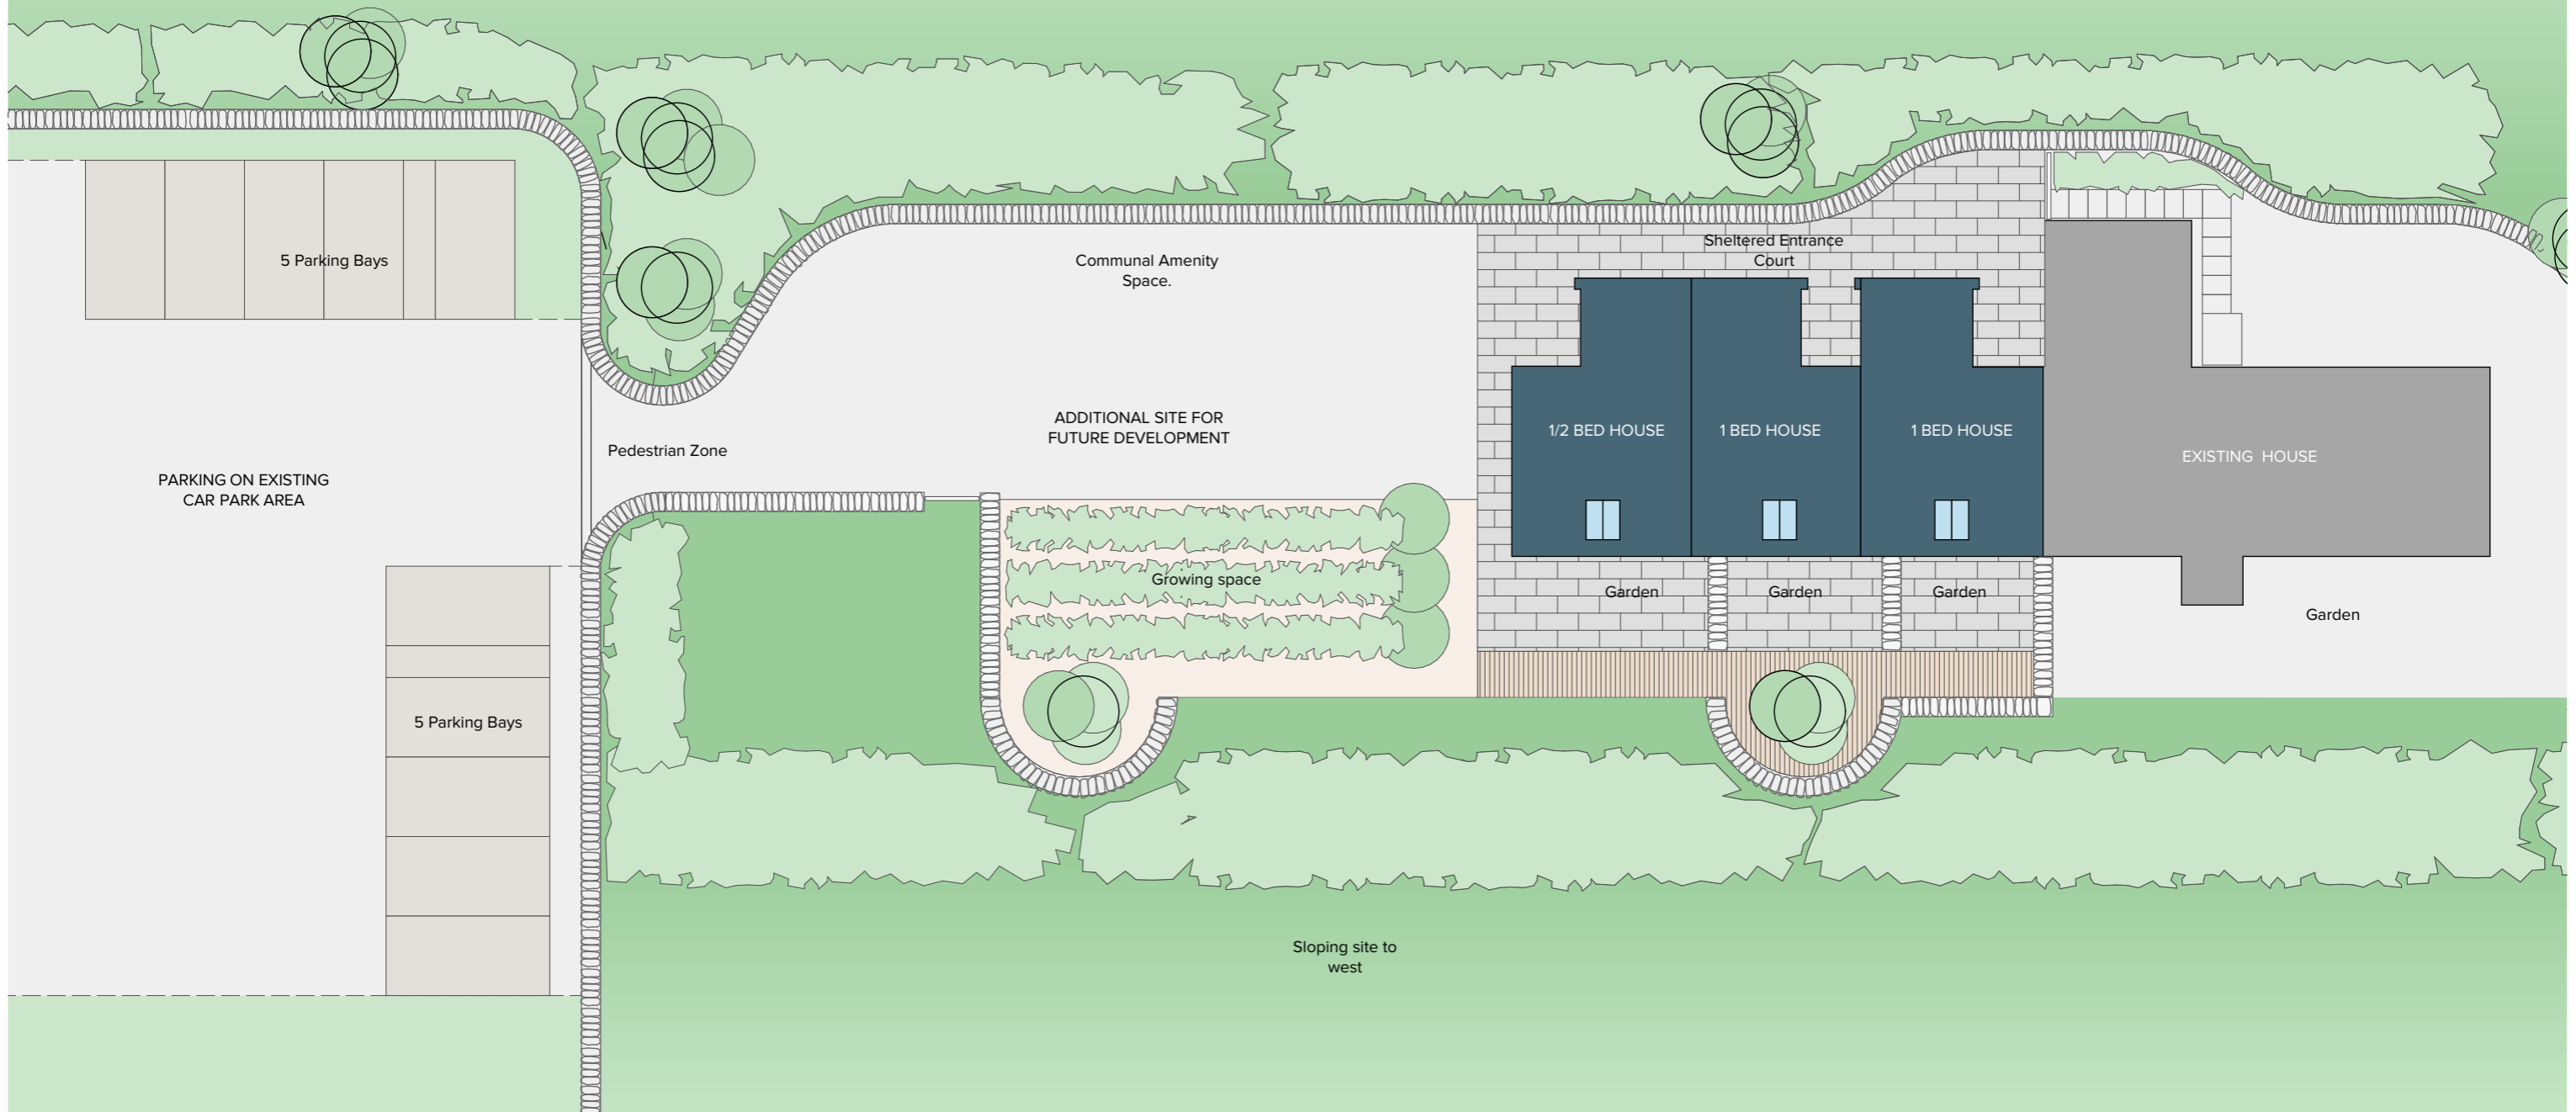 5 Parking Bays
Communal Amenity
Space.
Sheltered Entrance
Court
PARKING ON EXISTING
CAR PARK AREA
Pedestrian Zone
ADDITIONAL SITE FOR
FUTURE DEVELOPMENT
1/2 BED HOUSE
1 BED HOUSE
1 BED HOUSE
EXISTING HOUSE
Growing space
Garden
Garden
Garden
Garden
5 Parking Bays
Sloping site to
west